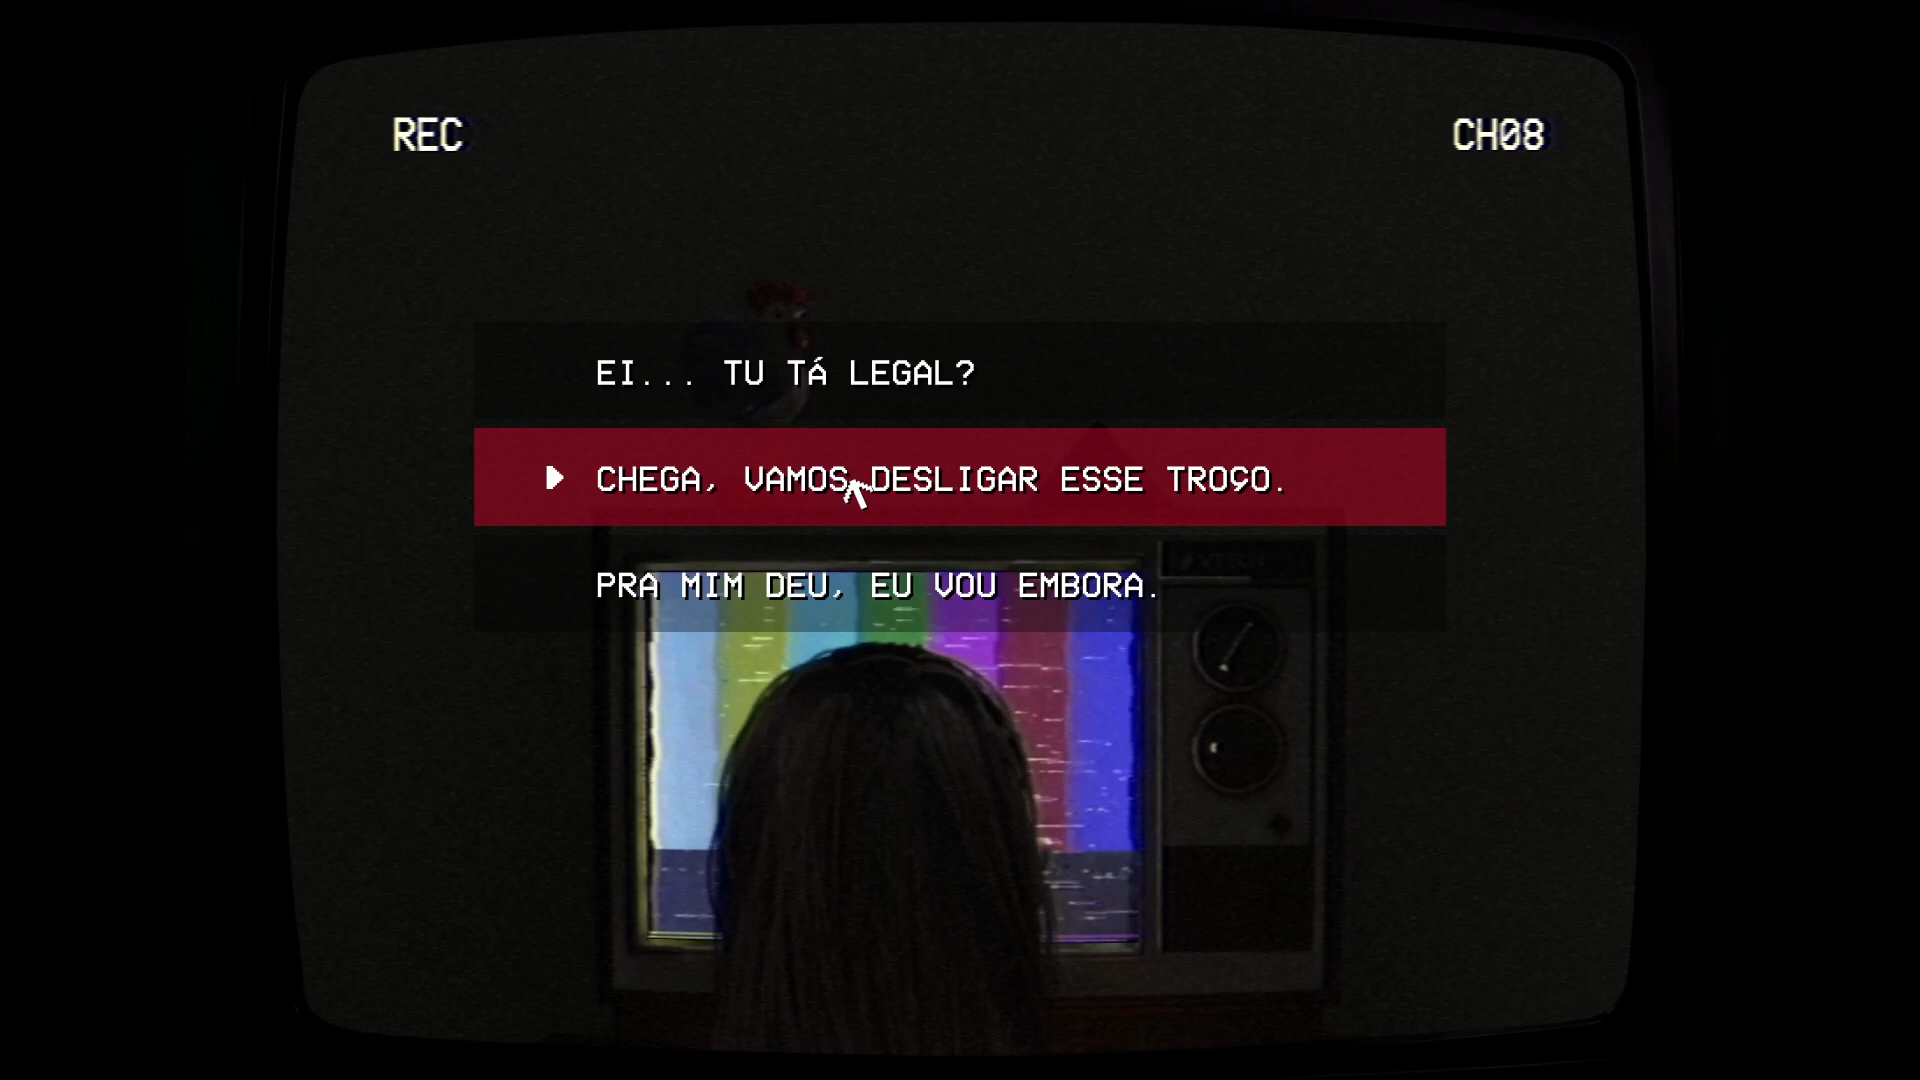 REC
CH08
EI... TU TÁ LEGAL?
CHEGA, VAMOS DESLIGAR ESSE TROÇO.
PRA MIM DEU, EU VOU EMBORA.